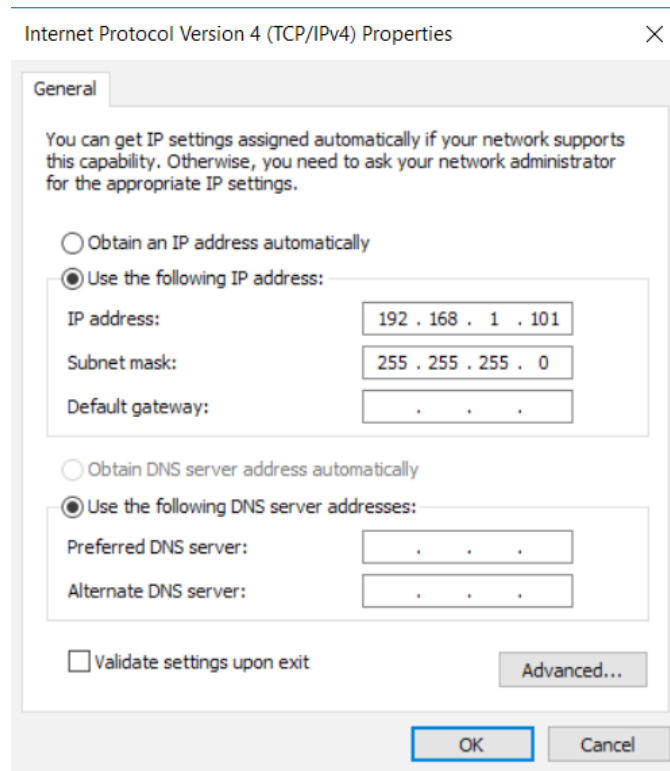 Internet Protocol Version 4 (TCP/IPv4) Properties
General
You can get IP settings assigned automatically if your network supports
this capability. Otherwise, you need to ask your network administrator
for the appropriate IP settings.
Obtain an IP address automatically
Use the following IP address:
IP address: 192 . 168 . 1 . 101
Subnet mask: 255 . 255 . 255 . 0
Default gateway: . . .
Obtain DNS server address automatically
Use the following DNS server addresses:
Preferred DNS server: . . .
Alternate DNS server: . . .
Validate settings upon exit
Advanced...
OK Cancel